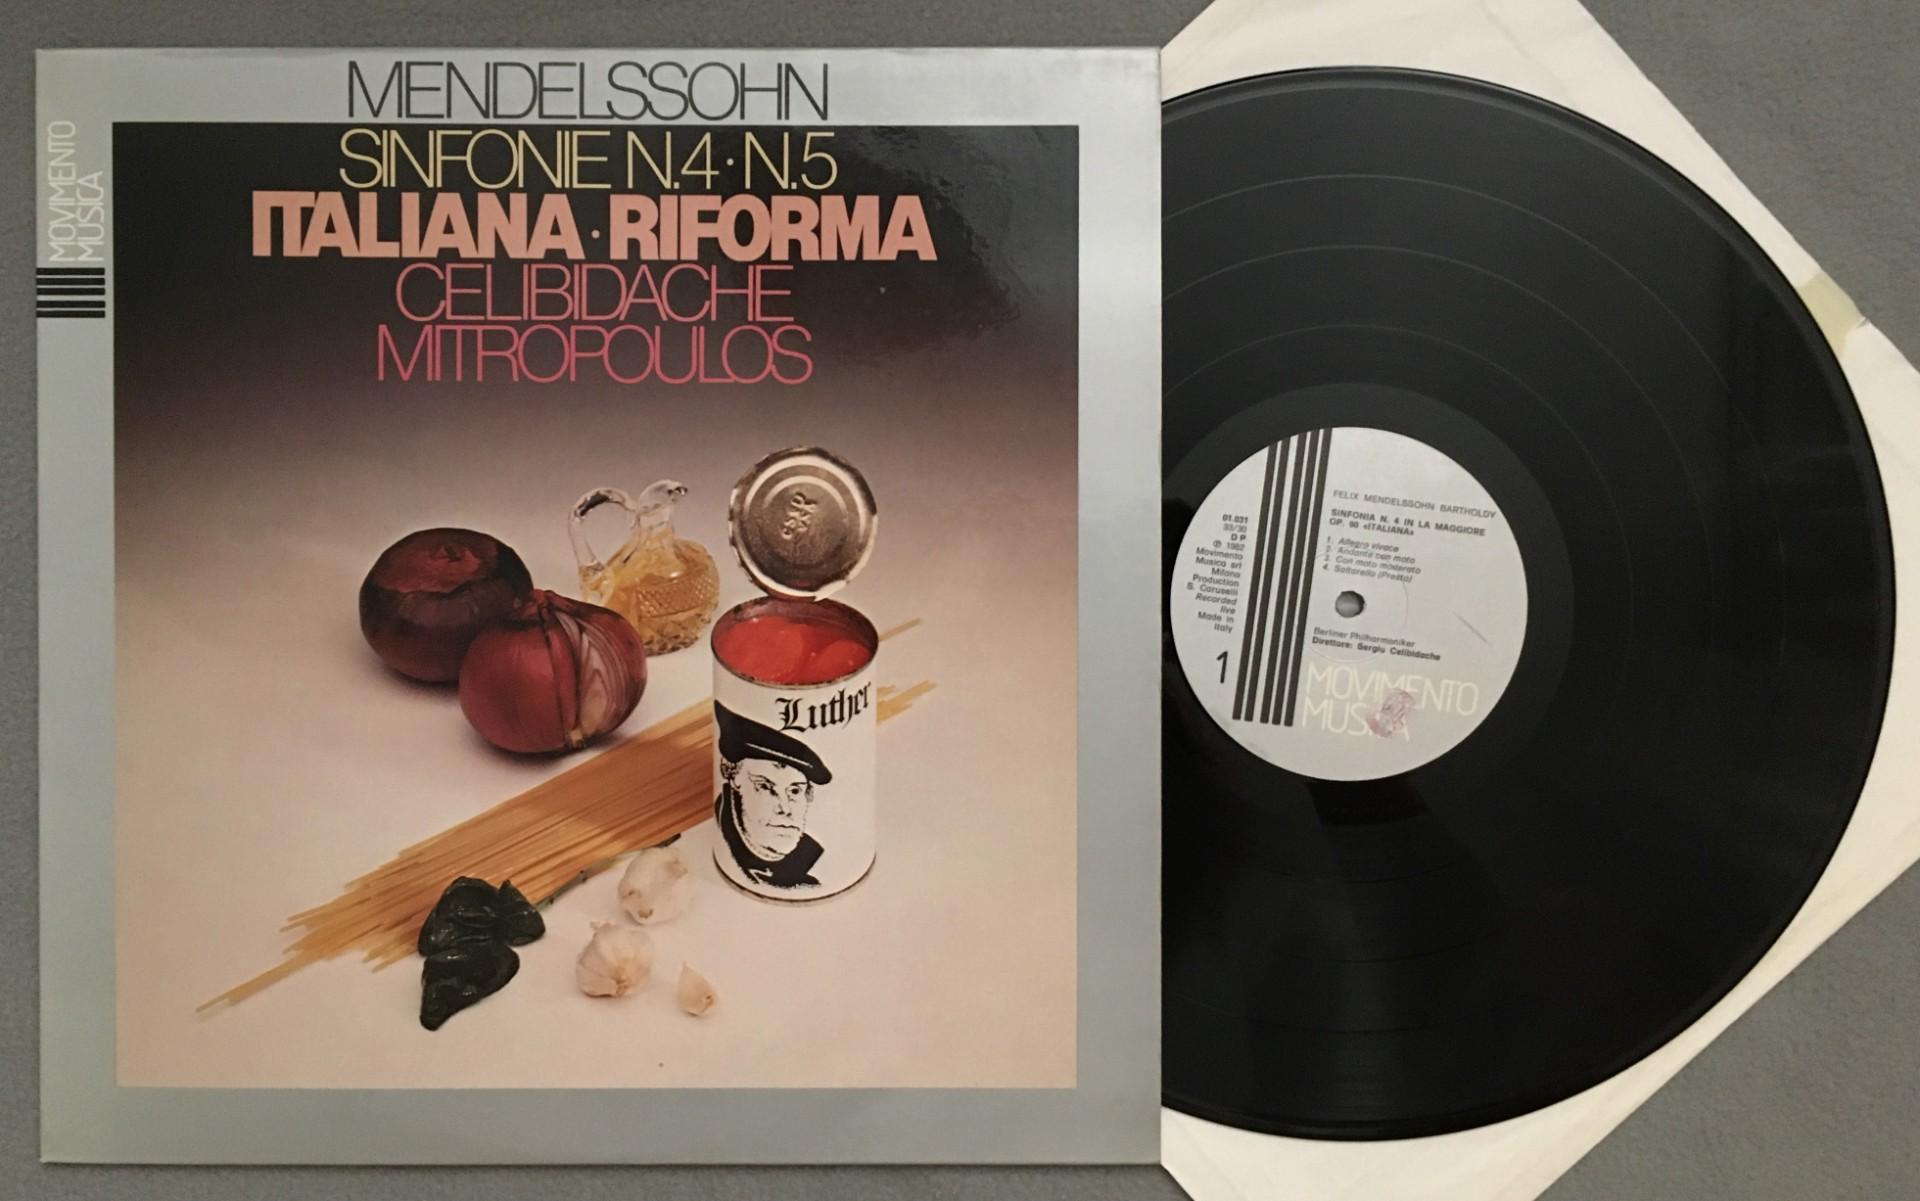 MENDELSSOHN
SINFONIE N.4 · N.5
ITALIANA · RIFORMA
CELIBIDACHE
MITROPOULOS
MOVIMENTO
MUSICA
Luther
FELIX MENDELSSOHN BARTHOLDY
SINFONIA N. 4 IN LA MAGGIORE
OP. 90 «ITALIANA»
1. Allegro vivace
2. Andante con moto
3. Con moto moderato
4. Saltarello (Presto)
01.031
33/30
D P
℗ 1982
Movimento
Musica srl
Milano
Production
S. Caruselli
Recorded
live
Made in
Italy
1
Berliner Philharmoniker
Direttore: Sergiu Celibidache
MOVIMENTO
MUSICA